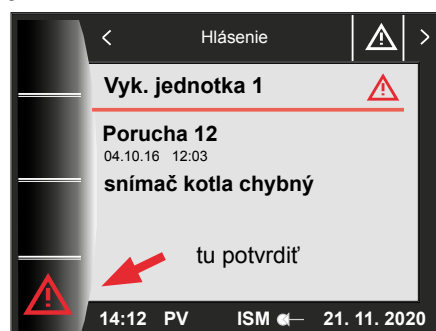 Hlásenie
Vyk. jednotka 1
Porucha 12
04.10.16 12:03
snímač kotla chybný
tu potvrdiť
14:12 PV ISM 21. 11. 2020